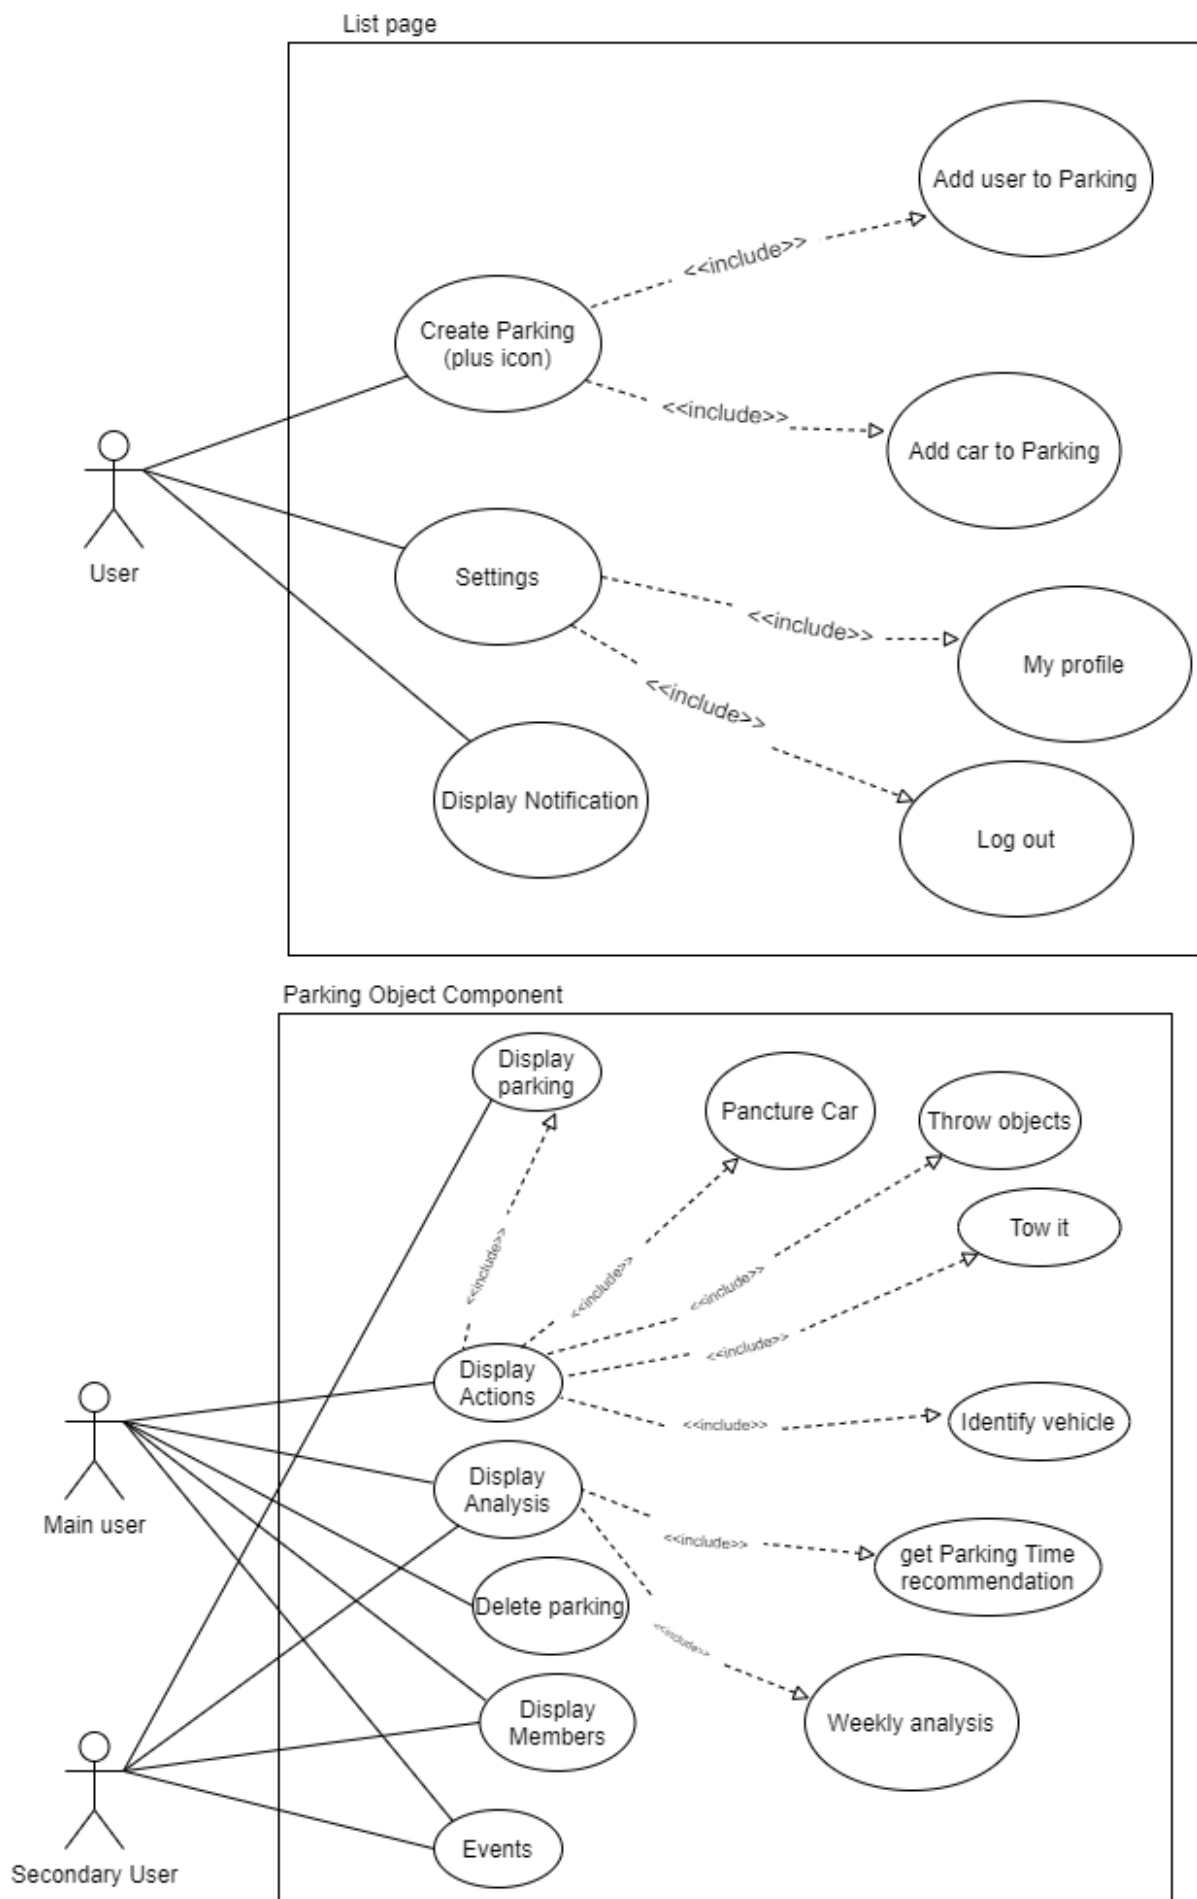 List page
Add user to Parking
<<include>>
Create Parking
(plus icon)
<<include>>
Add car to Parking
User
Settings
<<include>>
My profile
<<include>>
Display Notification
Log out
Parking Object Component
Display
parking
Pancture Car
Throw objects
Tow it
<<include>>
<<include>>
<<include>>
<<include>>
Display
Actions
<<include>>
Identify vehicle
Main user
Display
Analysis
<<include>>
get Parking Time
recommendation
Delete parking
<<include>>
Display
Members
Weekly analysis
Events
Secondary User